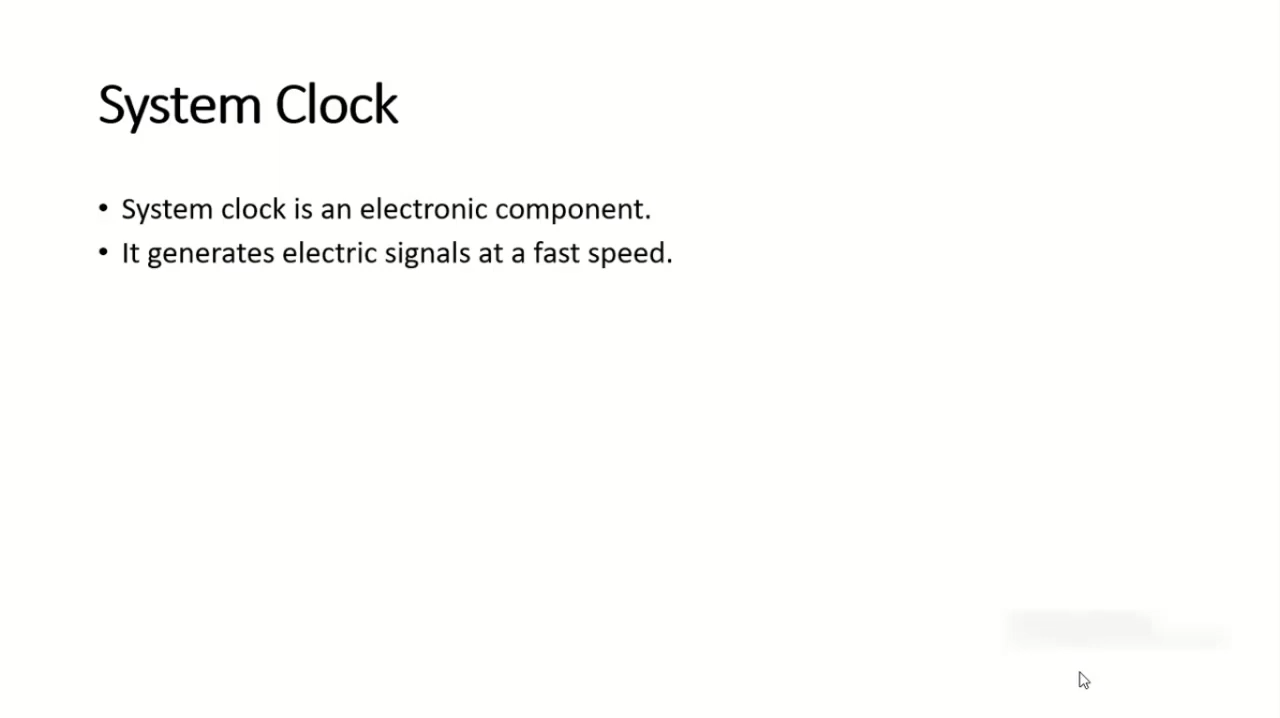 System Clock
• System clock is an electronic component.
• It generates electric signals at a fast speed.